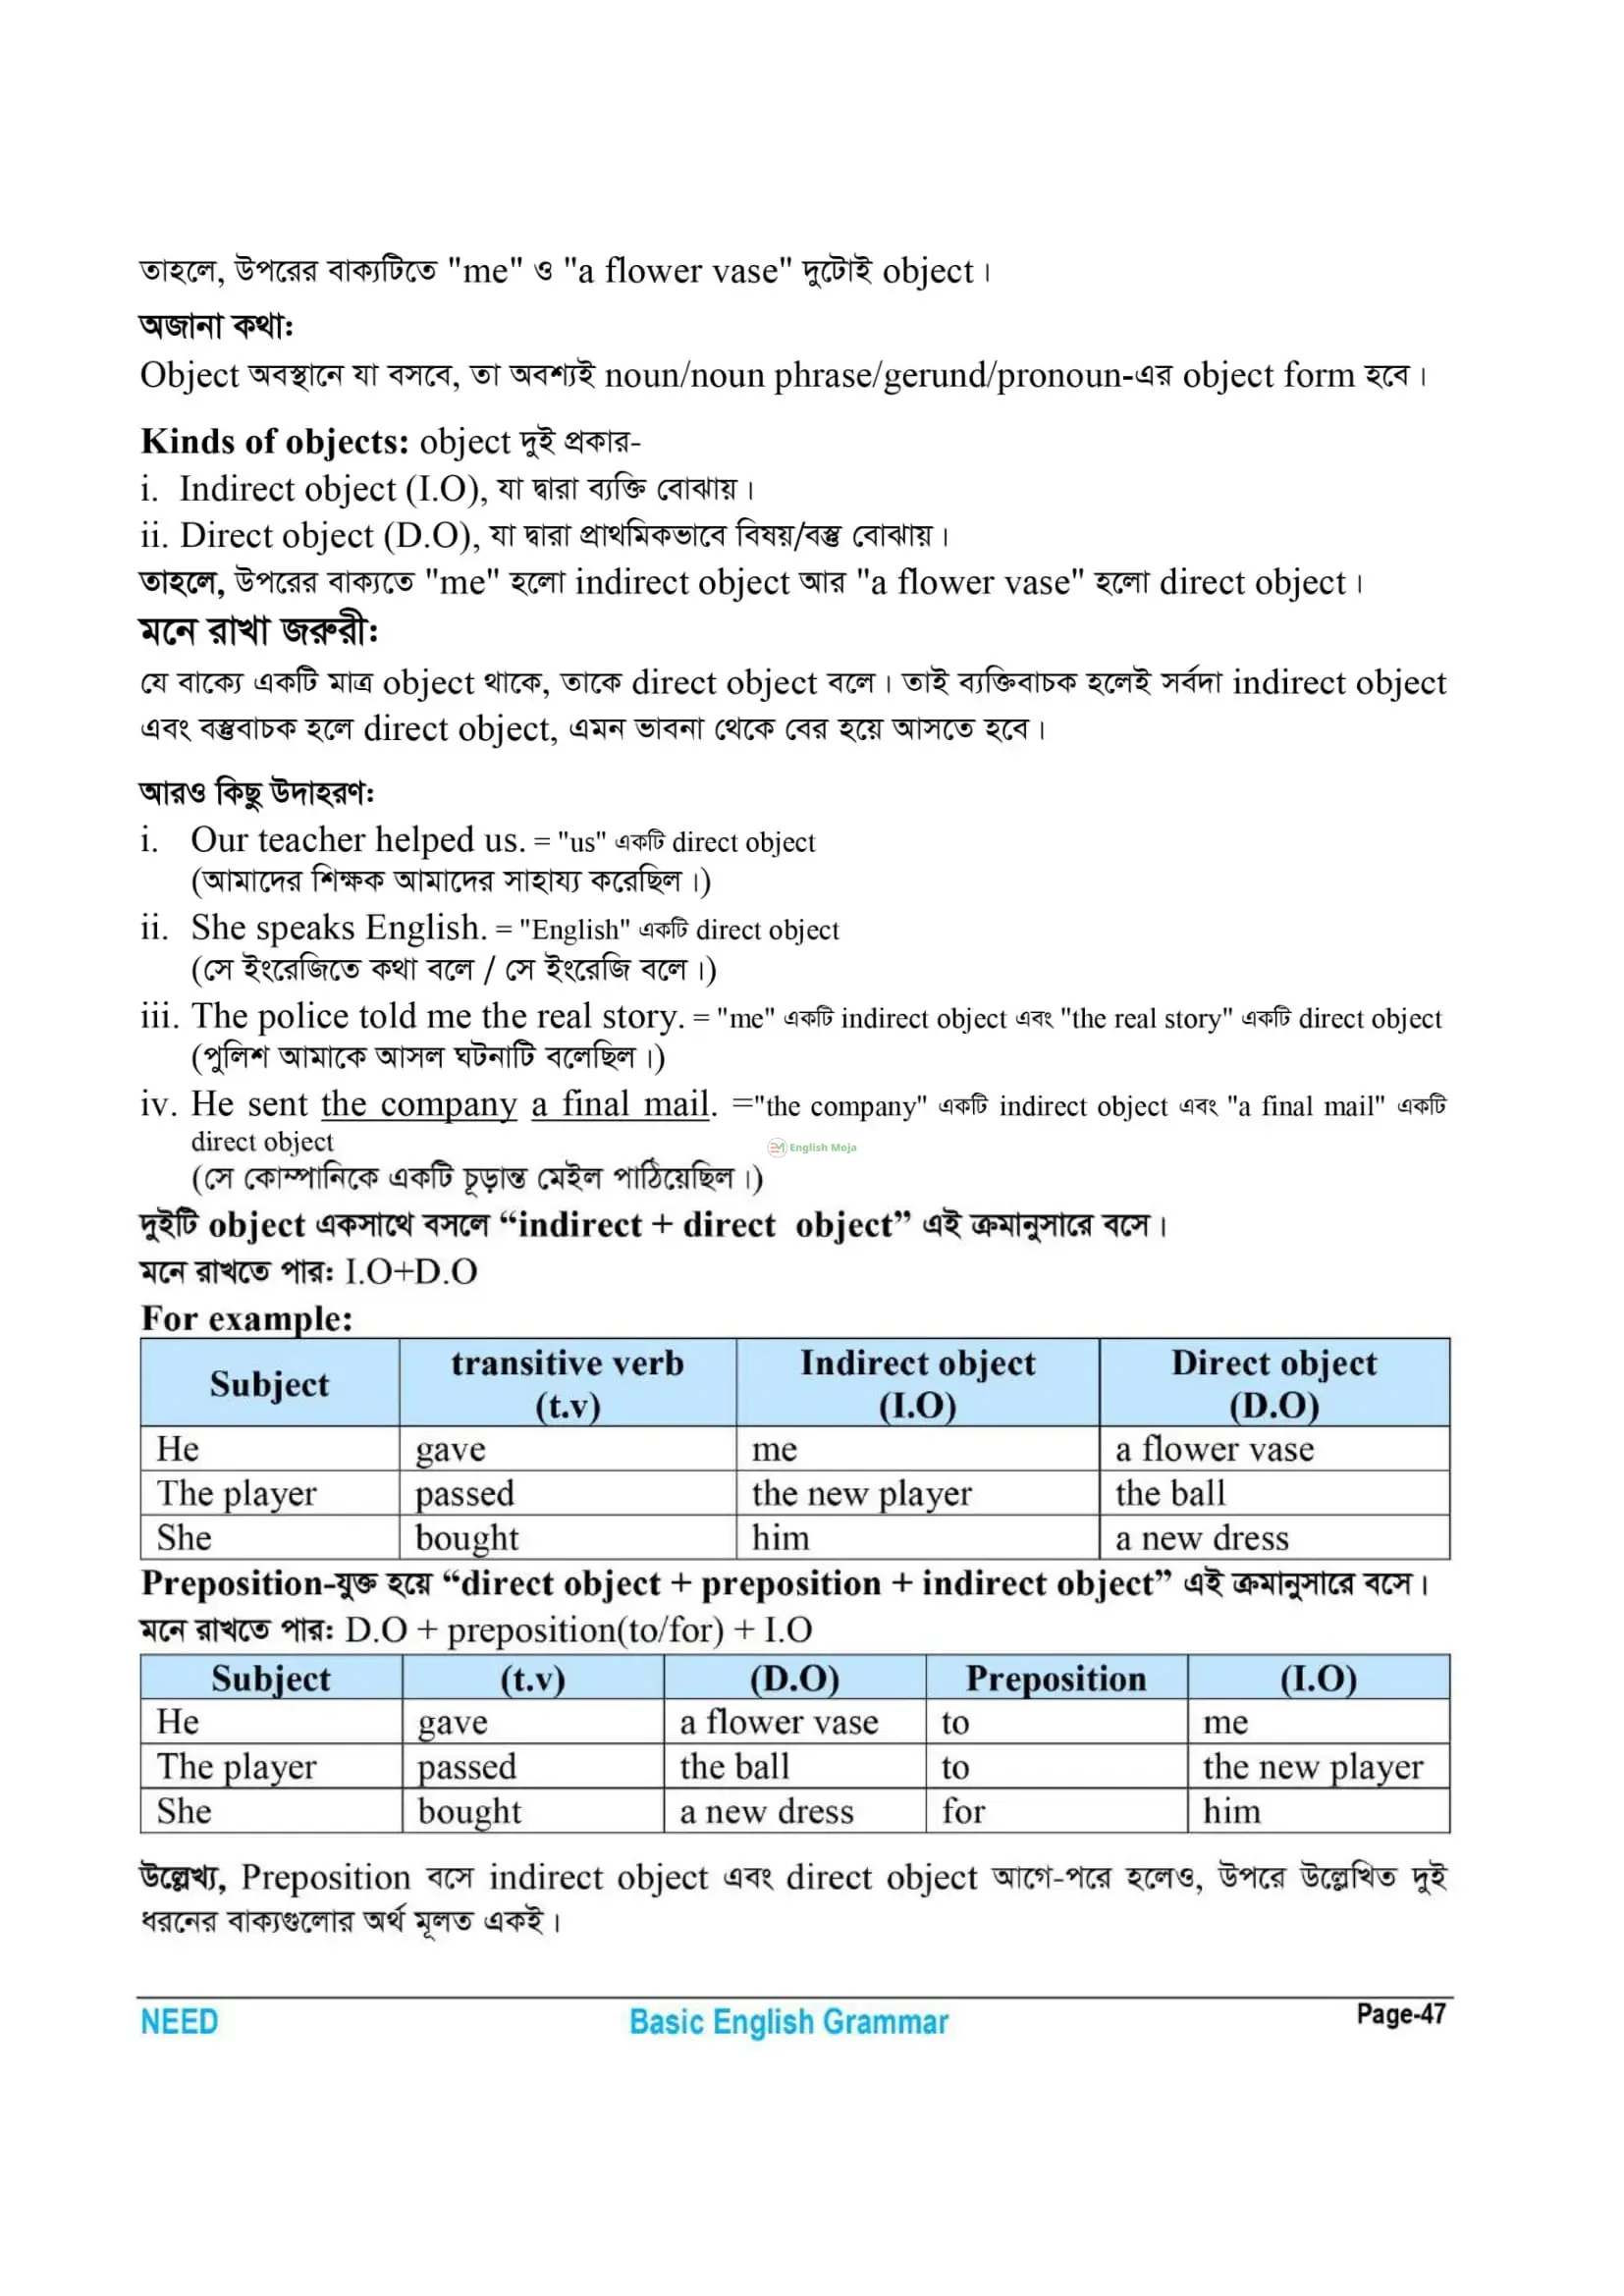 তাহলে, উপরের বাক্যটিতে "me" ও "a flower vase" দুটোই object।
অজানা কথা:
Object অবস্থানে যা বসবে, তা অবশ্যই noun/noun phrase/gerund/pronoun-এর object form হবে।
Kinds of objects: object দুই প্রকার-
i. Indirect object (I.O), যা দ্বারা ব্যক্তি বোঝায়।
ii. Direct object (D.O), যা দ্বারা প্রাথমিকভাবে বিষয়/বস্তু বোঝায়।
তাহলে, উপরের বাক্যতে "me" হলো indirect object আর "a flower vase" হলো direct object।
মনে রাখা জরুরী:
যে বাক্যে একটি মাত্র object থাকে, তাকে direct object বলে। তাই ব্যক্তিবাচক হলেই সর্বদা indirect object
এবং বস্তুবাচক হলে direct object, এমন ভাবনা থেকে বের হয়ে আসতে হবে।
আরও কিছু উদাহরণ:
i. Our teacher helped us. = "us" একটি direct object
(আমাদের শিক্ষক আমাদের সাহায্য করেছিল।)
ii. She speaks English. = "English" একটি direct object
(সে ইংরেজিতে কথা বলে / সে ইংরেজি বলে।)
iii. The police told me the real story. = "me" একটি indirect object এবং "the real story" একটি direct object
(পুলিশ আমাকে আসল ঘটনাটি বলেছিল।)
iv. He sent the company a final mail. ="the company" একটি indirect object এবং "a final mail" একটি
direct object
English Moja
(সে কোম্পানিকে একটি চূড়ান্ত মেইল পাঠিয়েছিল।)
দুইটি object একসাথে বসলে “indirect + direct object” এই ক্রমানুসারে বসে।
মনে রাখতে পার: I.O+D.O
For example:
Subject transitive verb (t.v) Indirect object (I.O) Direct object (D.O)
He gave me a flower vase
The player passed the new player the ball
She bought him a new dress
Preposition-যুক্ত হয়ে “direct object + preposition + indirect object” এই ক্রমানুসারে বসে।
মনে রাখতে পার: D.O + preposition(to/for) + I.O
Subject (t.v) (D.O) Preposition (I.O)
He gave a flower vase to me
The player passed the ball to the new player
She bought a new dress for him
উল্লেখ্য, Preposition বসে indirect object এবং direct object আগে-পরে হলেও, উপরে উল্লেখিত দুই
ধরনের বাক্যগুলোর অর্থ মূলত একই।
NEED Basic English Grammar Page-47